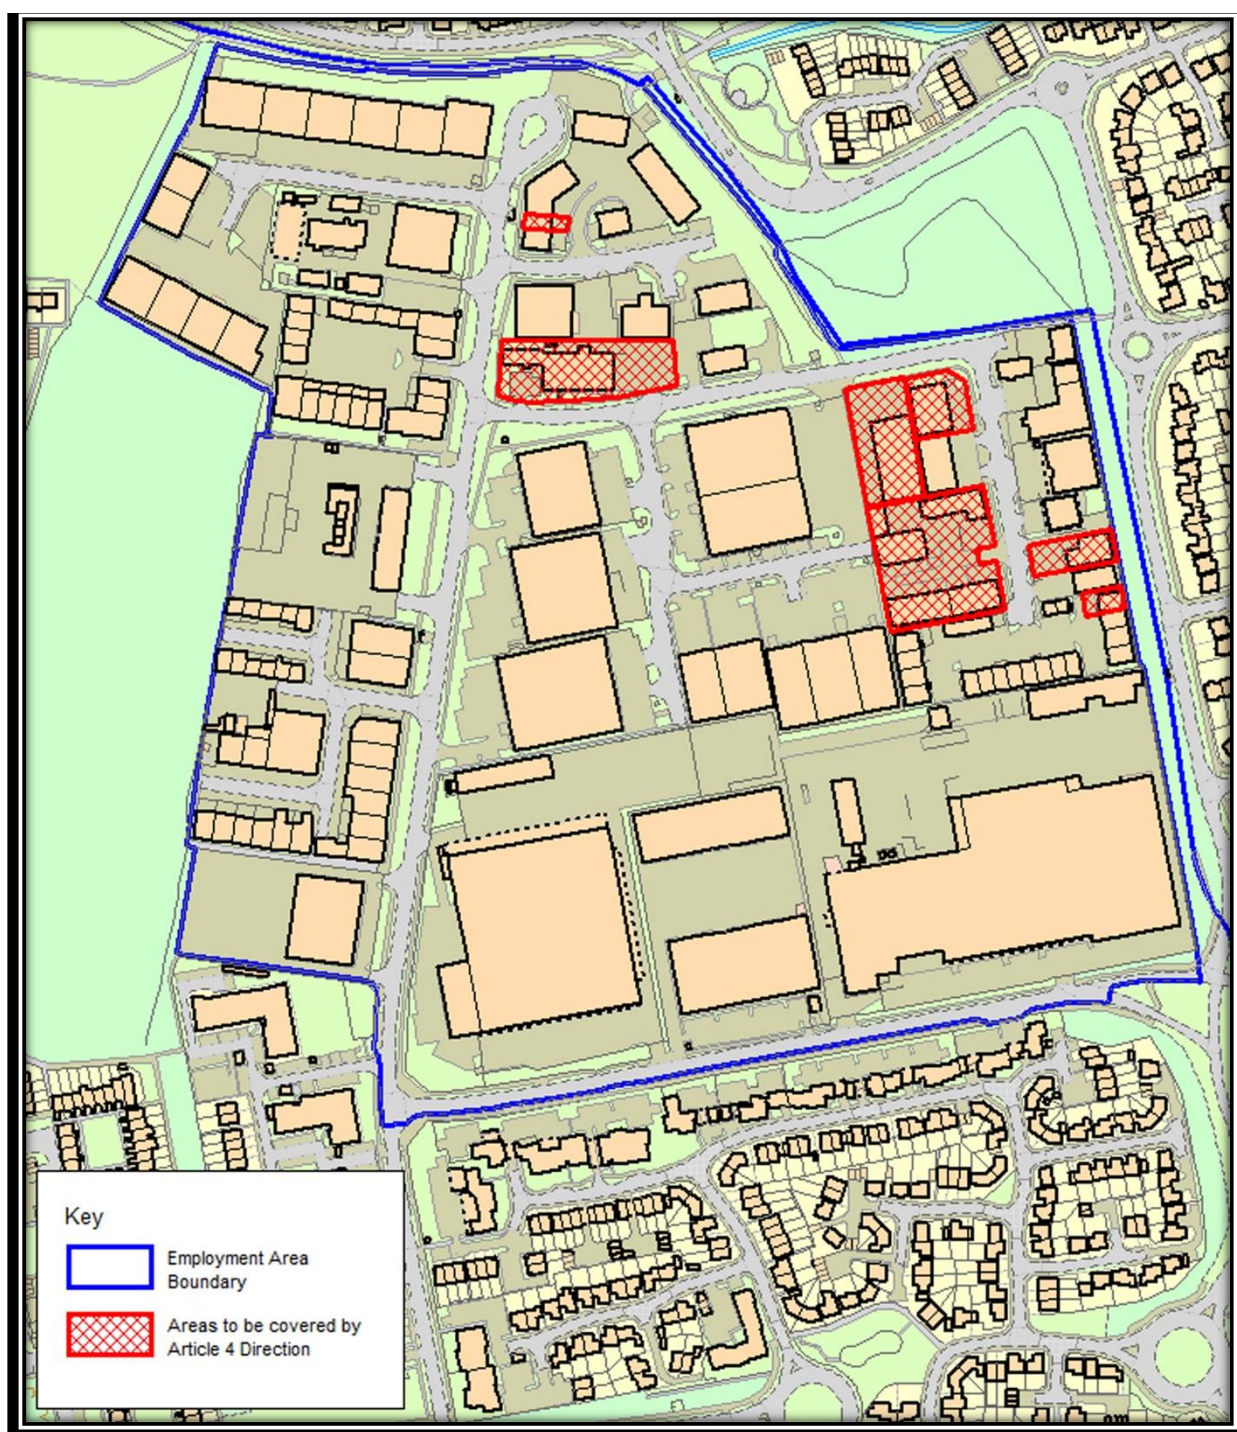 Key
Employment Area
Boundary
Areas to be covered by
Article 4 Direction